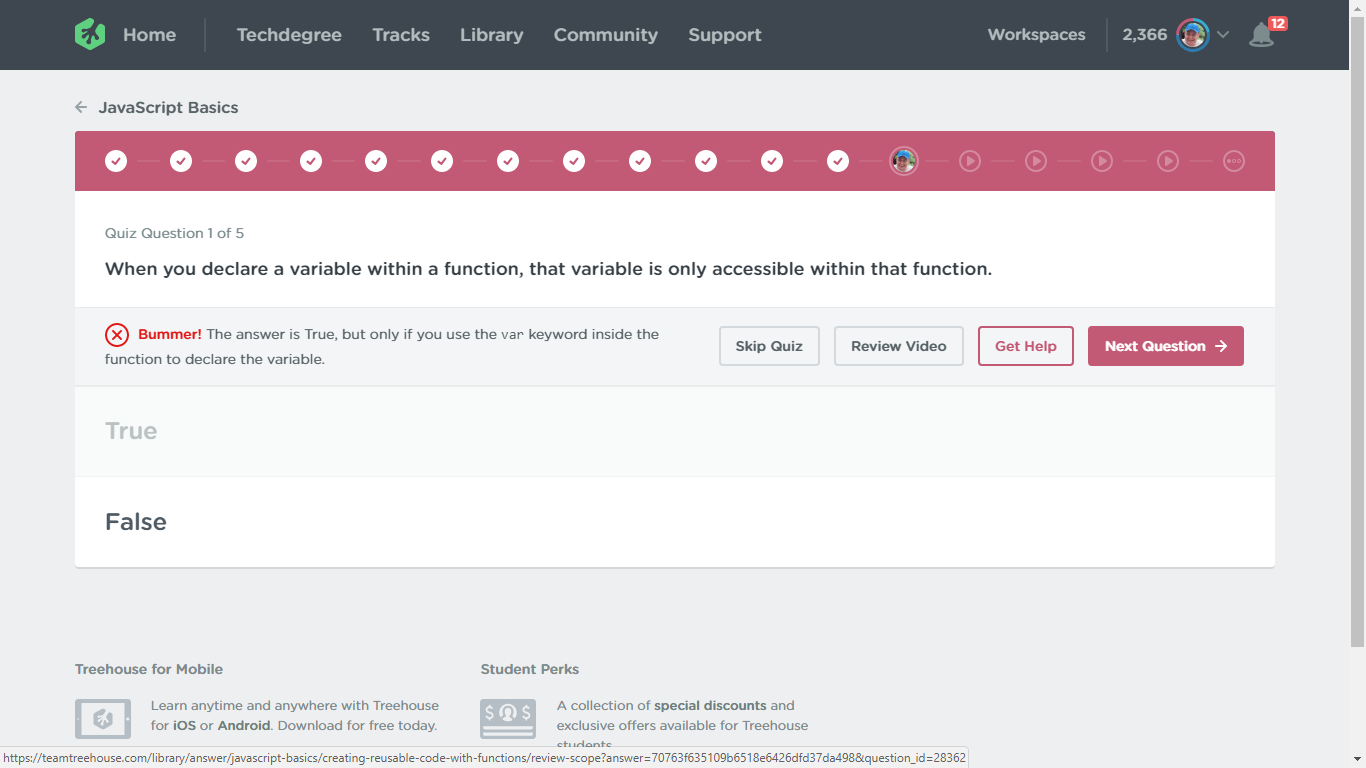 Home Techdegree Tracks Library Community Support Workspaces 2,366 12
← JavaScript Basics
Quiz Question 1 of 5
When you declare a variable within a function, that variable is only accessible within that function.
Bummer! The answer is True, but only if you use the var keyword inside the
function to declare the variable.
Skip Quiz Review Video Get Help Next Question →
True
False
Treehouse for Mobile
Learn anytime and anywhere with Treehouse
for iOS or Android. Download for free today.
Student Perks
A collection of special discounts and
exclusive offers available for Treehouse
students
https://teamtreehouse.com/library/answer/javascript-basics/creating-reusable-code-with-functions/review-scope?answer=70763f635109b6518e6426dfd37da498&question_id=28362